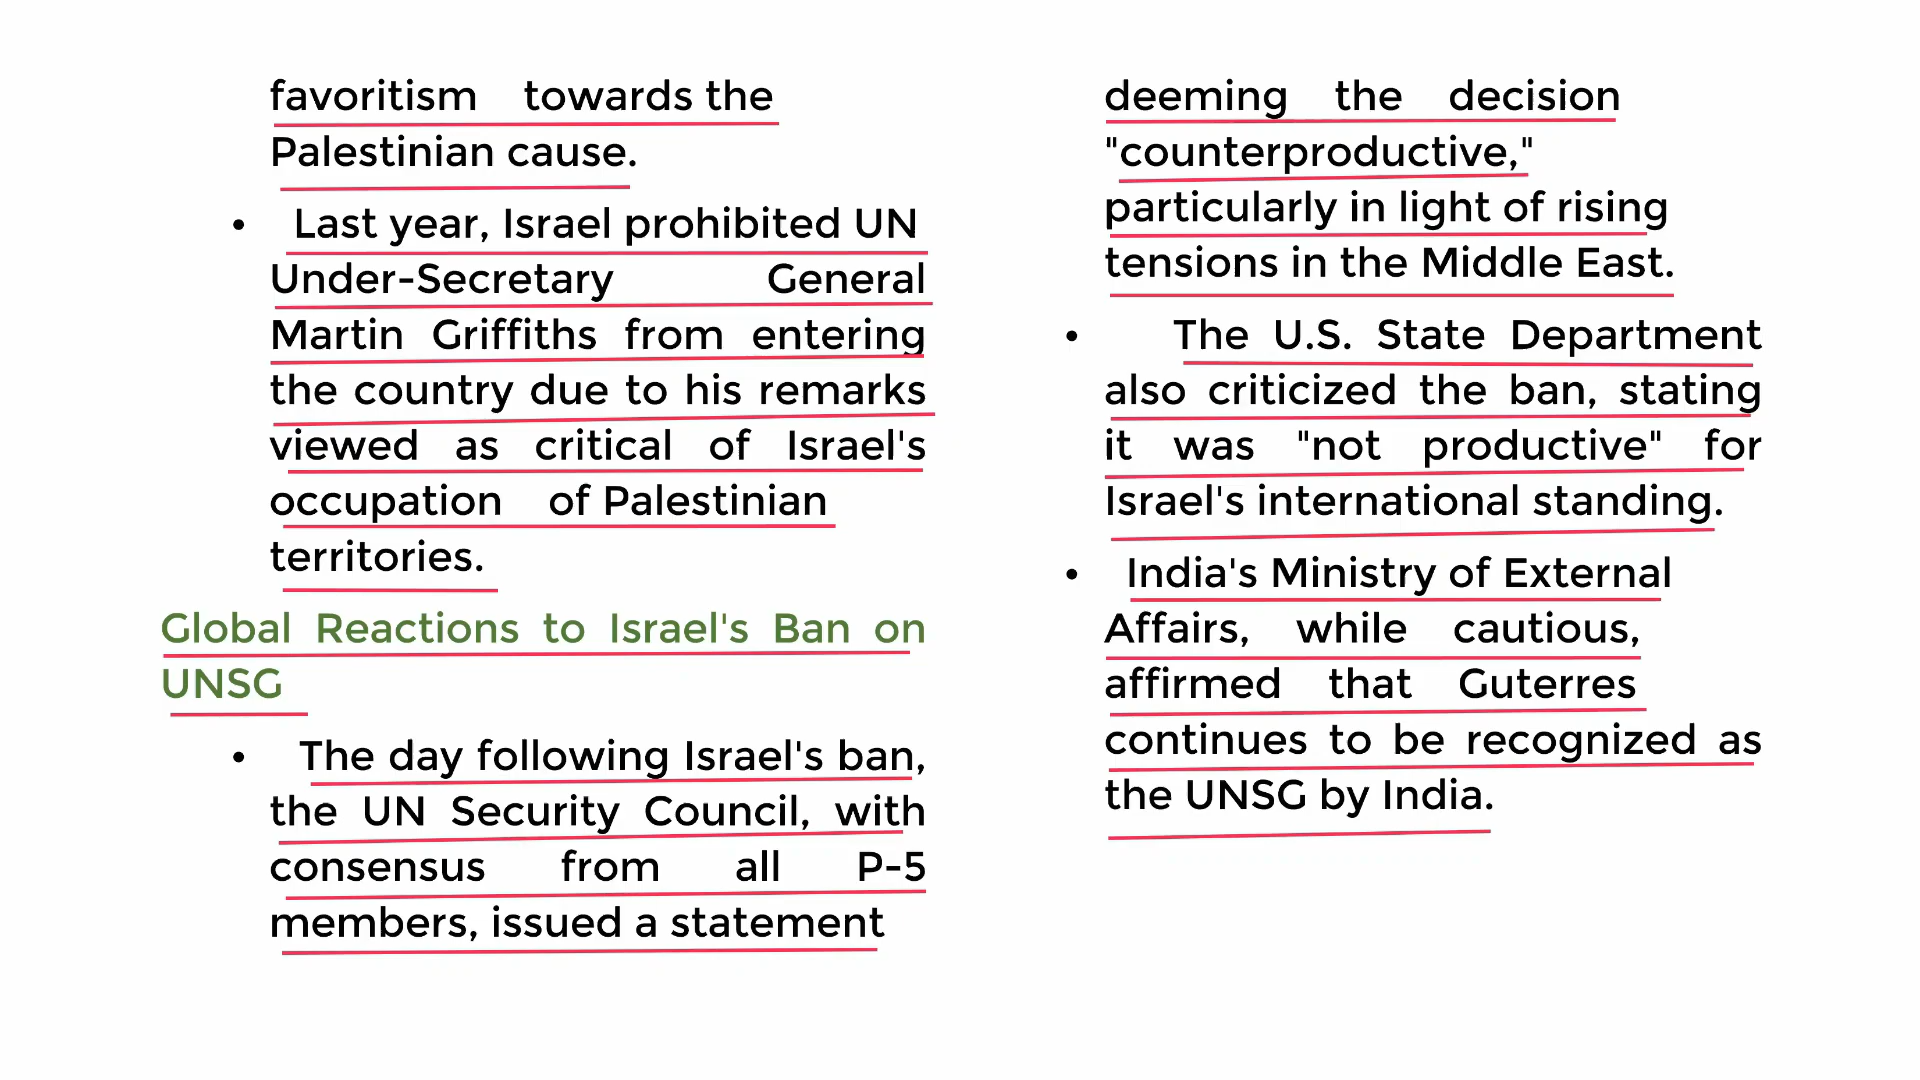 favoritism towards the
Palestinian cause.
• Last year, Israel prohibited UN
Under-Secretary General
Martin Griffiths from entering
the country due to his remarks
viewed as critical of Israel's
occupation of Palestinian
territories.
Global Reactions to Israel's Ban on
UNSG
• The day following Israel's ban,
the UN Security Council, with
consensus from all P-5
members, issued a statement
deeming the decision
"counterproductive,"
particularly in light of rising
tensions in the Middle East.
• The U.S. State Department
also criticized the ban, stating
it was "not productive" for
Israel's international standing.
• India's Ministry of External
Affairs, while cautious,
affirmed that Guterres
continues to be recognized as
the UNSG by India.